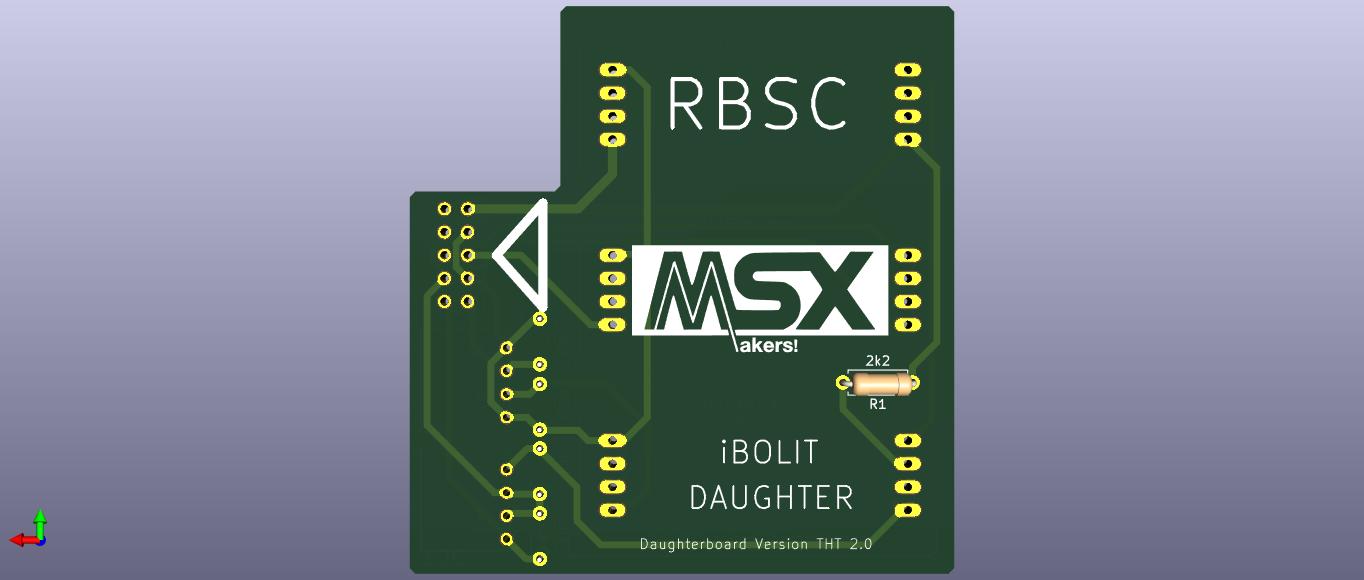 RBSC
MSX
akers!
2k2
R1
iBOLIT
DAUGHTER
Daughterboard Version THT 2.0